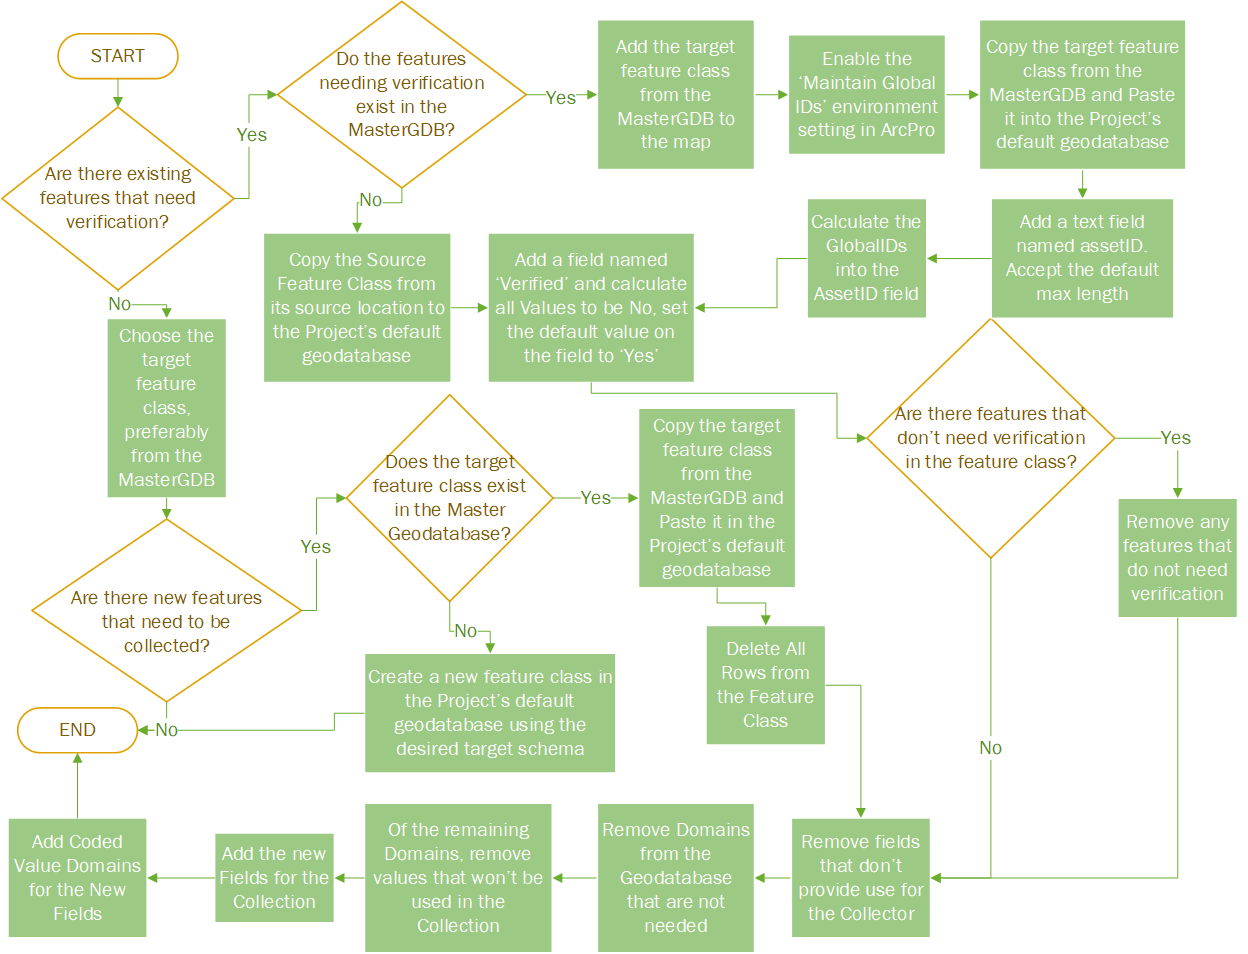 START
Are there existing
features that need
verification?
Yes
No
Do the features
needing verification
exist in the
MasterGDB?
Yes
No
Add the target
feature class
from the
MasterGDB to
the map
Enable the
‘Maintain Global
IDs’ environment
setting in ArcPro
Copy the target feature
class from the
MasterGDB and Paste
it into the Project’s
default geodatabase
Add a text field
named assetID.
Accept the default
max length
Calculate the
GlobalIDs
into the
AssetID field
Copy the Source
Feature Class from
its source location to
the Project’s default
geodatabase
Add a field named
‘Verified’ and calculate
all Values to be No, set
the default value on
the field to ‘Yes’
Are there features that
don’t need verification
in the feature class?
Yes
No
Remove any
features that
do not need
verification
Choose the
target
feature
class,
preferably
from the
MasterGDB
Are there new features
that need to be
collected?
Yes
No
Does the target
feature class exist
in the Master
Geodatabase?
Yes
No
Copy the target
feature class
from the
MasterGDB and
Paste it in the
Project’s default
geodatabase
Delete All
Rows from
the Feature
Class
Create a new feature class in
the Project’s default
geodatabase using the
desired target schema
Remove fields
that don’t
provide use for
the Collector
Remove Domains
from the
Geodatabase
that are not
needed
Of the remaining
Domains, remove
values that won’t be
used in the
Collection
Add the new
Fields for the
Collection
Add Coded
Value Domains
for the New
Fields
END